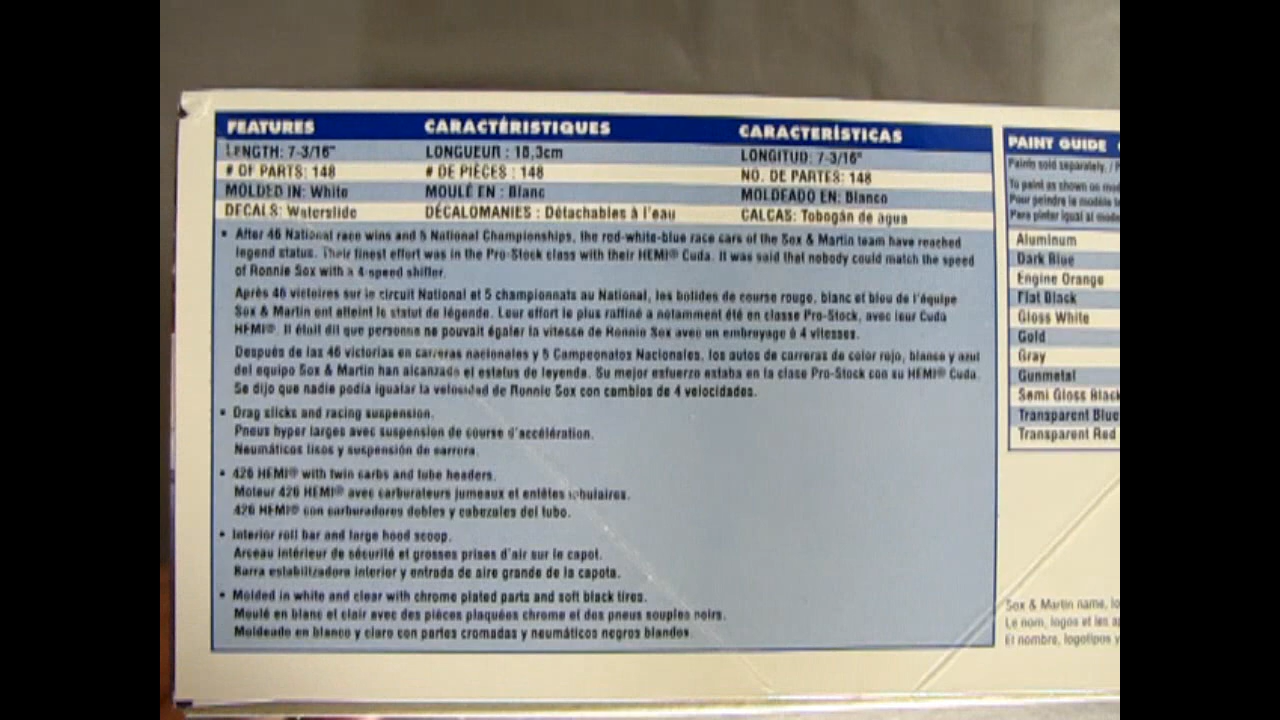 FEATURES CARACTÉRISTIQUES CARACTERÍSTICAS
LENGTH: 7-3/16" LONGUEUR : 18,3cm LONGITUD: 7-3/16"
# OF PARTS: 148 # DE PIÈCES : 148 NO. DE PARTES: 148
MOLDED IN: White MOULÉ EN : Blanc MOLDEADO EN: Blanco
DECALS: Waterslide DÉCALOMANIES : Détachables à l'eau CALCAS: Tobogán de agua
• After 46 National race wins and 5 National Championships, the red-white-blue race cars of the Sox & Martin team have reached
legend status. Their finest effort was in the Pro-Stock class with their HEMI® Cuda. It was said that nobody could match the speed
of Ronnie Sox with a 4-speed shifter.
Après 46 victoires sur le circuit National et 5 championnats au National, les bolides de course rouge, blanc et bleu de l'équipe
Sox & Martin ont atteint le statut de légende. Leur effort le plus raffiné a notamment été en classe Pro-Stock, avec leur Cuda
HEMI®. Il était dit que personne ne pouvait égaler la vitesse de Ronnie Sox avec un embrayage à 4 vitesses.
Después de las 46 victorias en carreras nacionales y 5 Campeonatos Nacionales, los autos de carreras de color rojo, blanco y azul
del equipo Sox & Martin han alcanzado el estatus de leyenda. Su mejor esfuerzo estaba en la clase Pro-Stock con su HEMI® Cuda.
Se dijo que nadie podía igualar la velocidad de Ronnie Sox con cambios de 4 velocidades.
• Drag slicks and racing suspension.
Pneus hyper larges avec suspension de course d'accélération.
Neumáticos lisos y suspensión de carrera.
• 426 HEMI® with twin carbs and tube headers.
Moteur 426 HEMI® avec carburateurs jumeaux et entêtes tubulaires.
426 HEMI® con carburadores dobles y cabezales del tubo.
• Interior roll bar and large hood scoop.
Arceau intérieur de sécurité et grosses prises d'air sur le capot.
Barra estabilizadora interior y entrada de aire grande de la capota.
• Molded in white and clear with chrome plated parts and soft black tires.
Moulé en blanc et clair avec des pièces plaquées chrome et des pneus souples noirs.
Moldeado en blanco y claro con partes cromadas y neumáticos negros blandos
PAINT GUIDE
Paints sold separately. / P
To paint as shown on mod
Pour peindre le modèle
Para pintar igual al mode
Aluminum
Dark Blue
Engine Orange
Flat Black
Gloss White
Gold
Gray
Gunmetal
Semi Gloss Black
Transparent Blue
Transparent Red
Sox & Martin name, lo
Le nom, logos et les a
El nombre, logotipos y